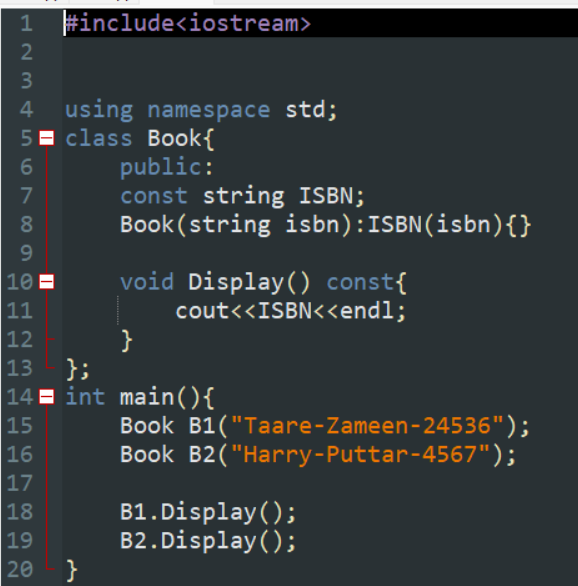 1 #include<iostream>
2
3
4 using namespace std;
5 class Book{
6     public:
7     const string ISBN;
8     Book(string isbn):ISBN(isbn){}
9
10     void Display() const{
11         cout<<ISBN<<endl;
12     }
13 };
14 int main(){
15     Book B1("Taare-Zameen-24536");
16     Book B2("Harry-Puttar-4567");
17
18     B1.Display();
19     B2.Display();
20 }